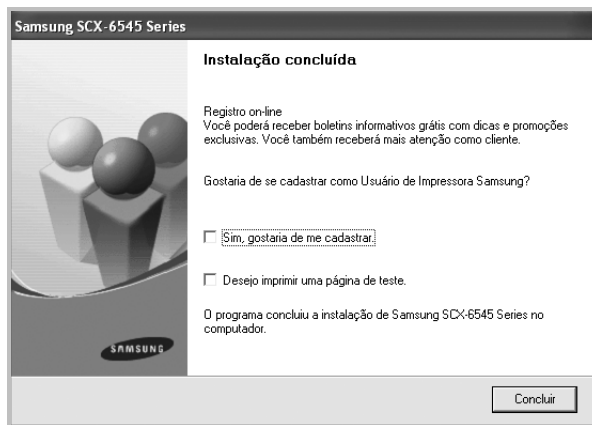 Samsung SCX-6545 Series
Instalação concluída
Registro on-line
Você poderá receber boletins informativos grátis com dicas e promoções
exclusivas. Você também receberá mais atenção como cliente.
Gostaria de se cadastrar como Usuário de Impressora Samsung?
Sim, gostaria de me cadastrar.
Desejo imprimir uma página de teste.
O programa concluiu a instalação de Samsung SCX-6545 Series no
computador.
SAMSUNG
Concluir